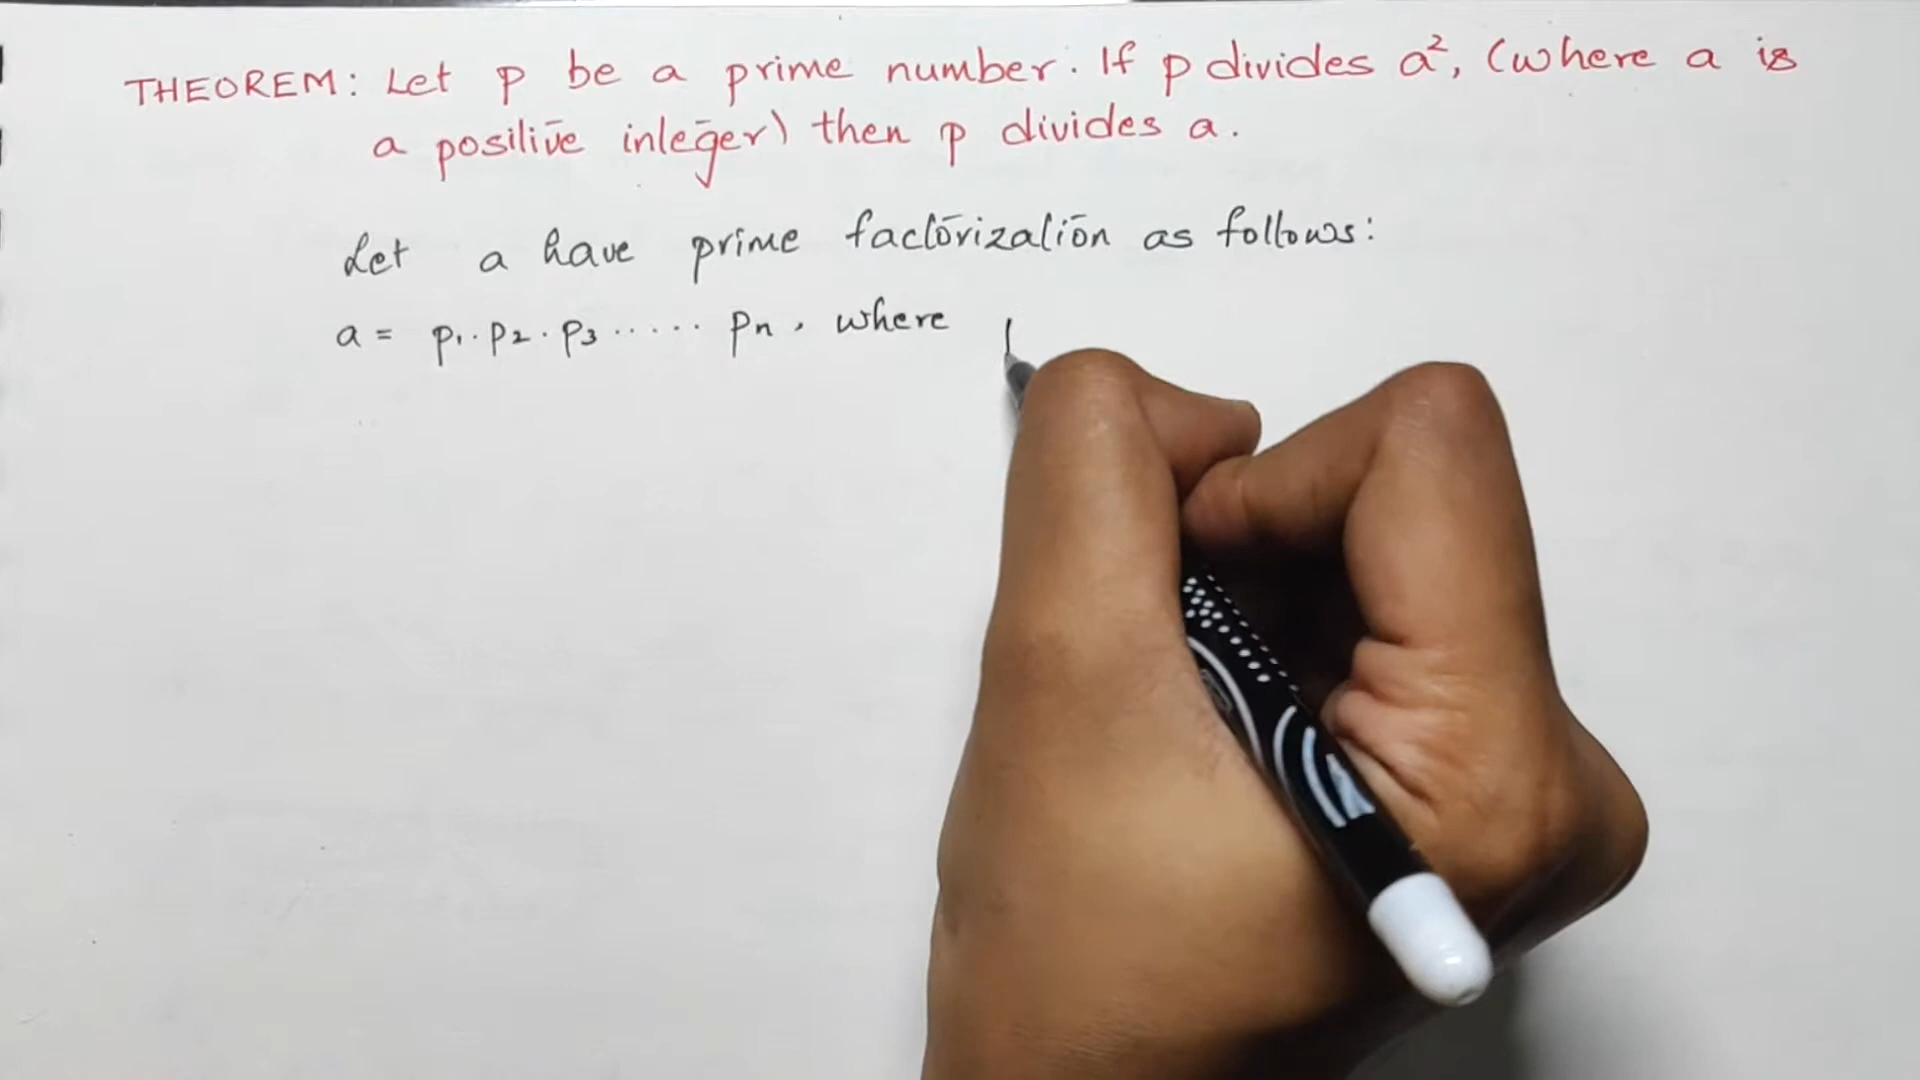 THEOREM: Let p be a prime number. If p divides a², (where a is
a positive integer) then p divides a.
Let a have prime factorization as follows:
a = p₁. p₂. p₃ ...... pₙ, where